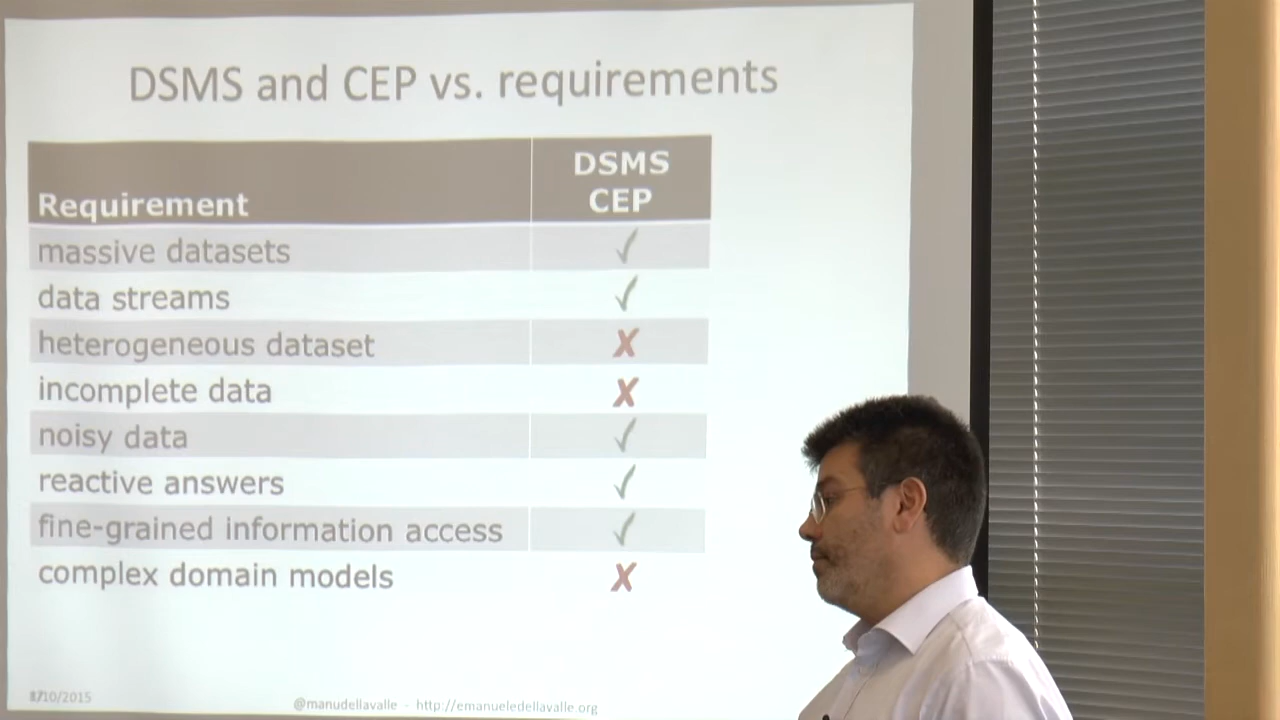 DSMS and CEP vs. requirements
Requirement
DSMS
CEP
massive datasets ✓
data streams ✓
heterogeneous dataset ✗
incomplete data ✗
noisy data ✓
reactive answers ✓
fine-grained information access ✓
complex domain models ✗
/10/2015
@manudellavalle - http://emanueledellavalle.org